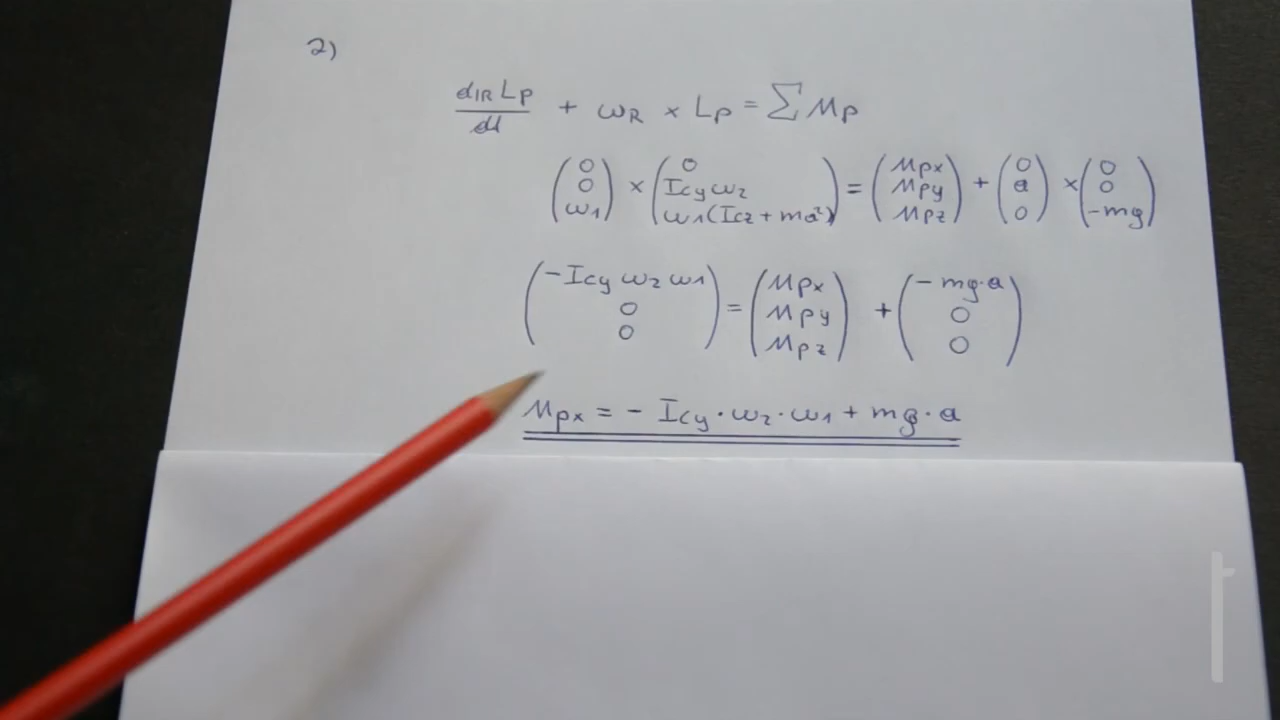 2)
d_IR L_P / dt + ω_R × L_P = Σ M_P
(0 0 ω₁) × (0 I_cy ω₂ ω₁(I_cz + ma²)) = (M_Px M_Py M_Pz) + (0 a 0) × (0 0 -mg)
(-I_cy ω₂ ω₁ 0 0) = (M_Px M_Py M_Pz) + (-mg·a 0 0)
M_Px = - I_cy · ω₂ · ω₁ + mg · a